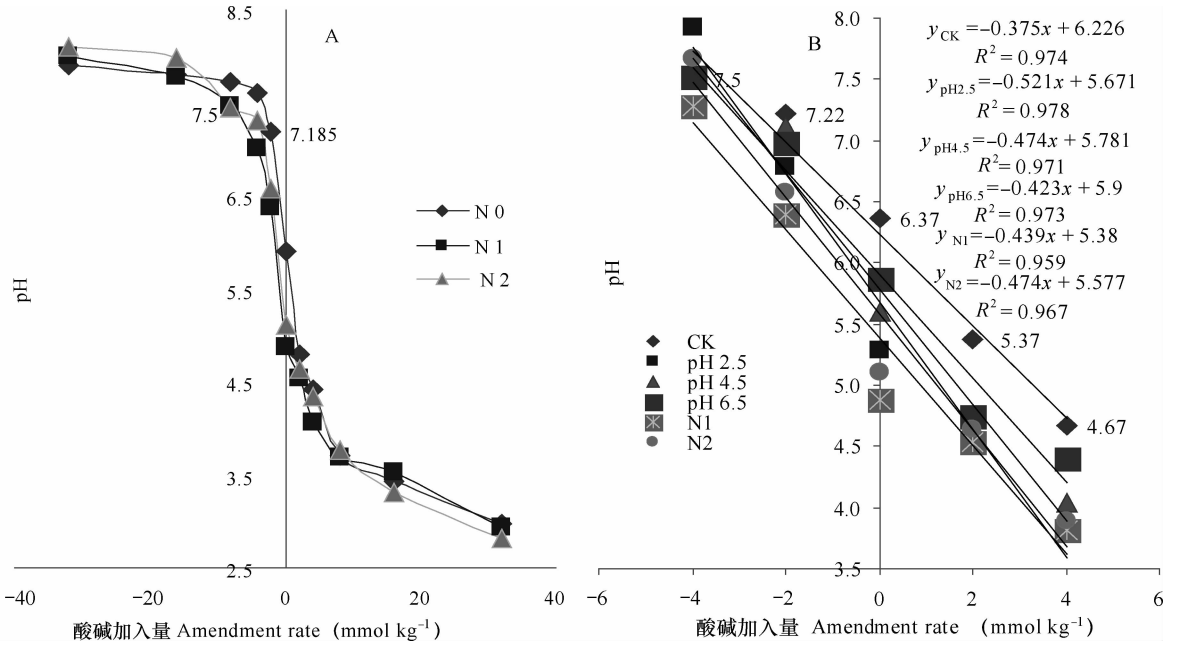 A
8.5
7.5
7.185
6.5
5.5
4.5
3.5
2.5
pH
N 0
N 1
N 2
−40
−20
0
20
40
酸碱加入量 Amendment rate (mmol kg⁻¹)
B
8.0
7.5
7.0
6.5
6.0
5.5
5.0
4.5
4.0
3.5
pH
7.5
7.22
6.37
5.37
4.67
y CK =−0.375x + 6.226
R² = 0.974
y pH2.5=−0.521x + 5.671
R² = 0.978
y pH4.5=−0.474x + 5.781
R²= 0.971
y pH6.5=−0.423x + 5.9
R² = 0.973
y N1=−0.439x + 5.38
R² = 0.959
y N2 =−0.474x + 5.577
R² = 0.967
CK
pH 2.5
pH 4.5
pH 6.5
N1
N2
−6
−4
−2
0
2
4
6
酸碱加入量 Amendment rate (mmol kg⁻¹)